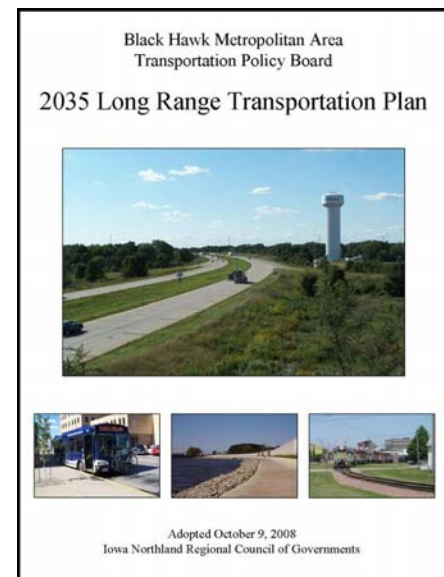 Black Hawk Metropolitan Area
Transportation Policy Board
2035 Long Range Transportation Plan
Adopted October 9, 2008
Iowa Northland Regional Council of Governments